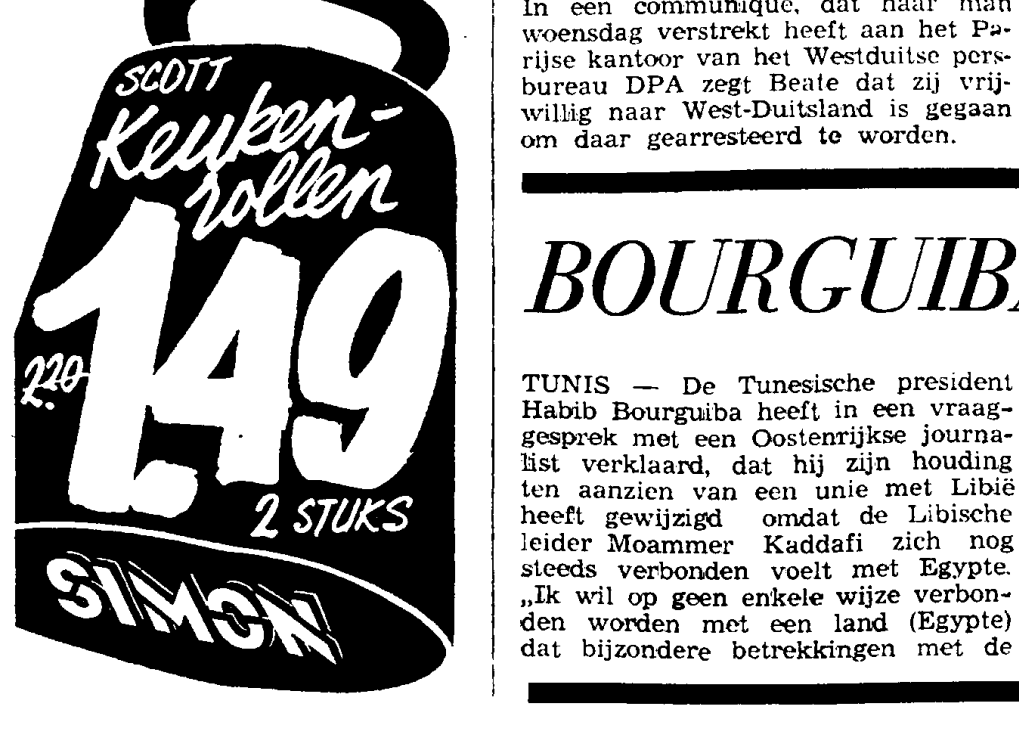 SCOTT
Keuken-
rollen
1.49
2.20
2 STUKS
SIMON
In een communiqué, dat naar man
woensdag verstrekt heeft aan het Pa-
rijse kantoor van het Westduitse pers-
bureau DPA zegt Beate dat zij vrij-
willig naar West-Duitsland is gegaan
om daar gearresteerd te worden.
BOURGUIBA
TUNIS — De Tunesische president
Habib Bourguiba heeft in een vraag-
gesprek met een Oostenrijkse journa-
list verklaard, dat hij zijn houding
ten aanzien van een unie met Libië
heeft gewijzigd omdat de Libische
leider Moammer Kaddafi zich nog
steeds verbonden voelt met Egypte.
„Ik wil op geen enkele wijze verbon-
den worden met een land (Egypte)
dat bijzondere betrekkingen met de